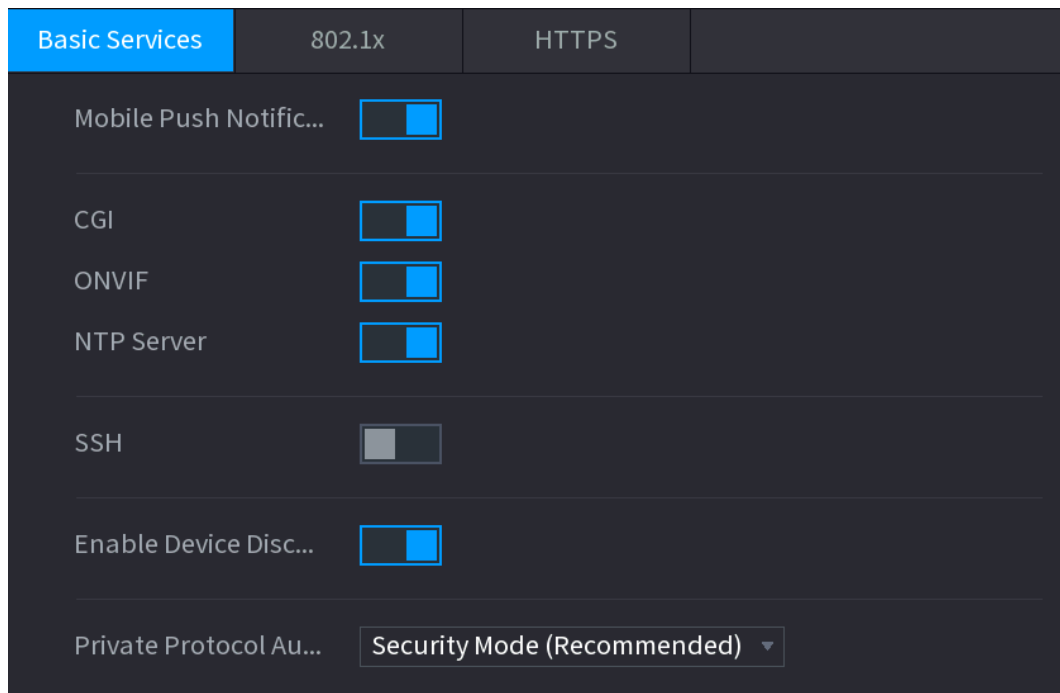 Basic Services 802.1x HTTPS
Mobile Push Notific...
CGI
ONVIF
NTP Server
SSH
Enable Device Disc...
Private Protocol Au... Security Mode (Recommended)